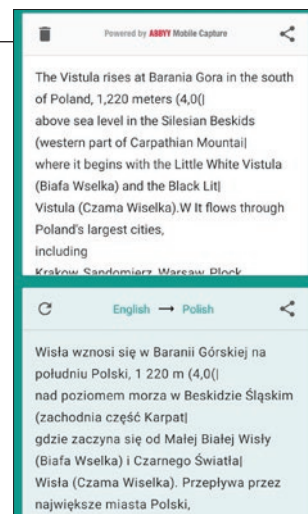 Powered by ABBYY Mobile Capture
The Vistula rises at Barania Gora in the south
of Poland, 1,220 meters (4,0(|
above sea level in the Silesian Beskids
(western part of Carpathian Mountai|
where it begins with the Little White Vistula
(Biafa Wselka) and the Black Lit|
Vistula (Czama Wiselka).W It flows through
Poland's largest cities,
including
Krakow, Sandomierz, Warsaw, Plock,
English → Polish
Wisła wznosi się w Baranii Górskiej na
południu Polski, 1 220 m (4,0(|
nad poziomem morza w Beskidzie Śląskim
(zachodnia część Karpat|
gdzie zaczyna się od Małej Białej Wisły
(Biafa Wselka) i Czarnego Światła|
Wisła (Czama Wiselka). Przepływa przez
największe miasta Polski,